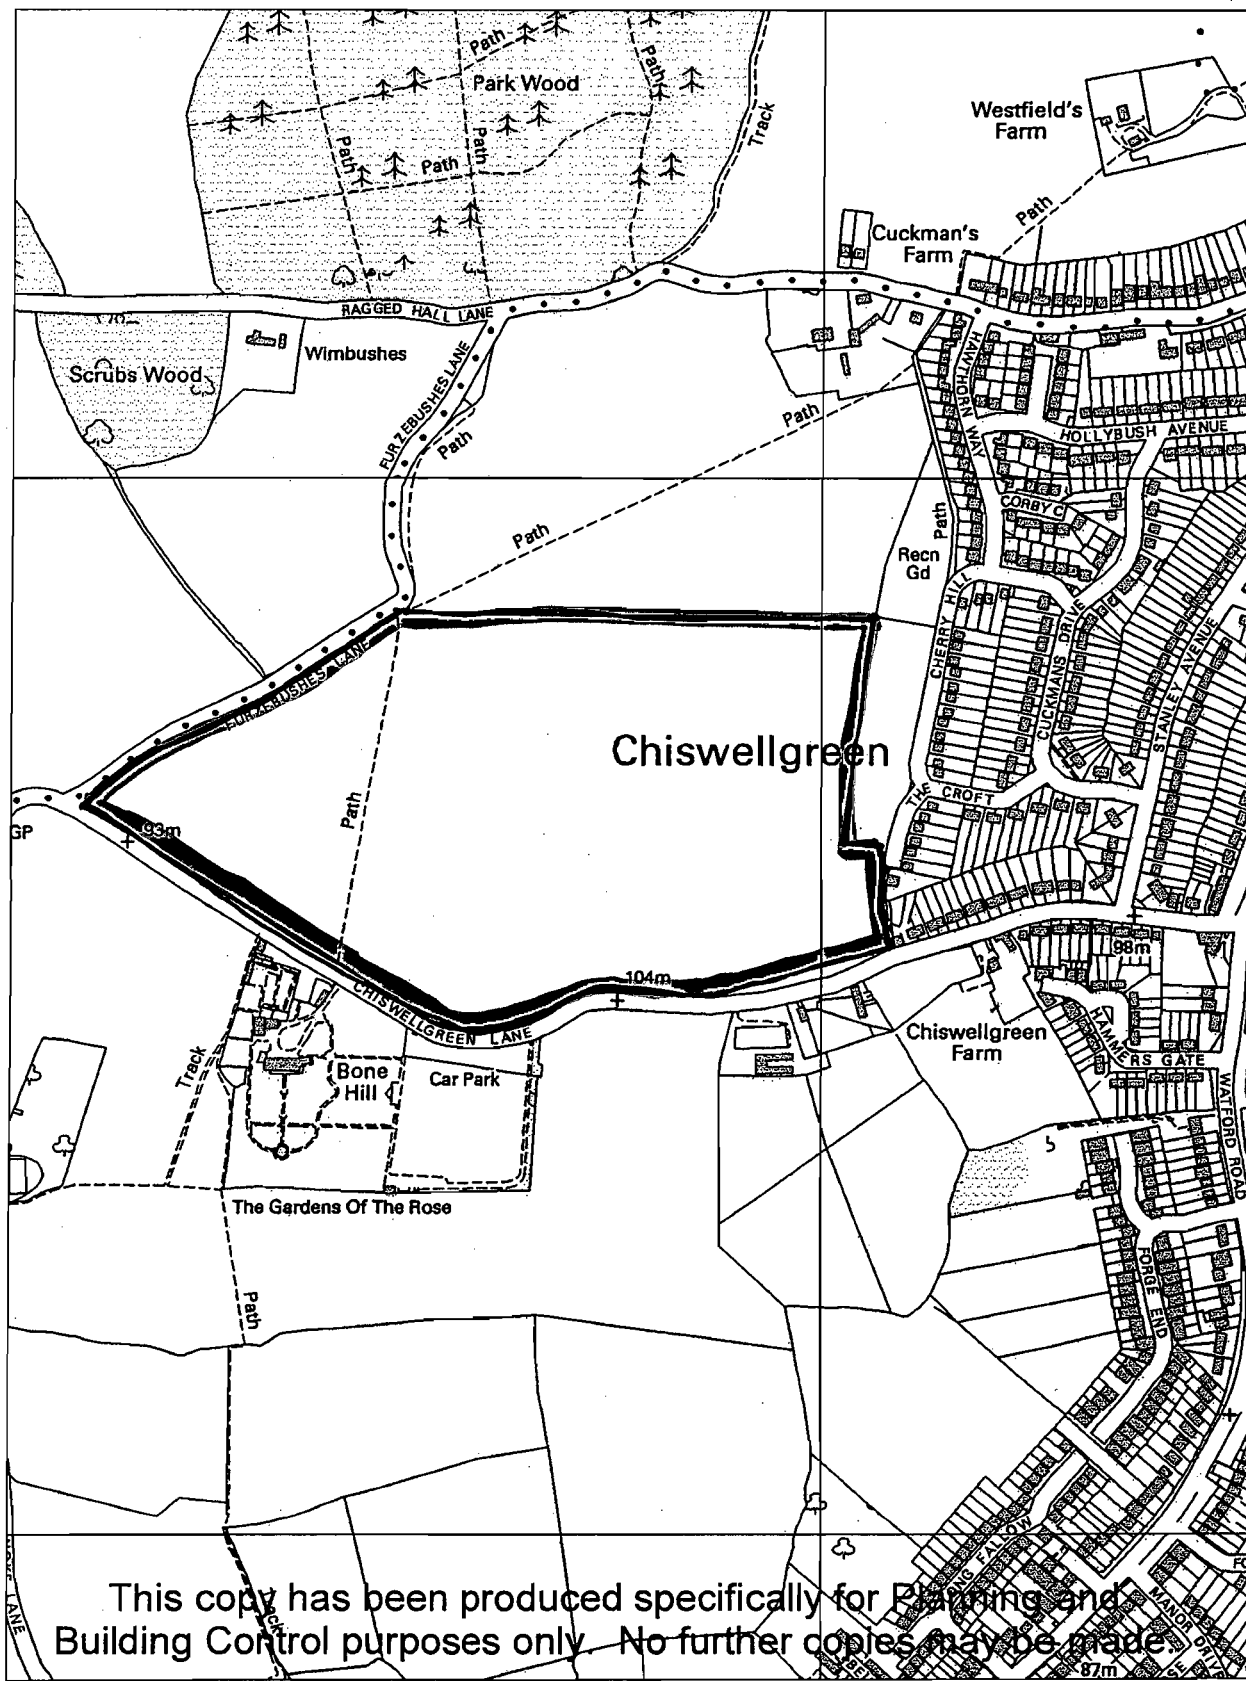 Path
Park Wood
Path
Track
Path
Path
Path
Westfield's
Farm
Path
Cuckman's
Farm
RAGGED HALL LANE
Wimbushes
Scrubs Wood
FURZEBUSHES LANE
Path
Path
HAWTHORN WAY
HOLLYBUSH AVENUE
CORBY C
Path
Path
Recn
Gd
CHERRY HILL
CUCKMANS DRIVE
STANLEY AVENUE
FURZEBUSHES LANE
Chiswellgreen
Path
THE CROFT
GP
93m
104m
98m
CHISWELLGREEN LANE
Chiswellgreen
Farm
HAMMERS GATE
Track
Bone
Hill
Car Park
WATFORD ROAD
The Gardens Of The Rose
Path
FORGE END
FALLOW
LANE
Track
MANOR DRIVE
87m
This copy has been produced specifically for Planning and
Building Control purposes only. No further copies may be made.